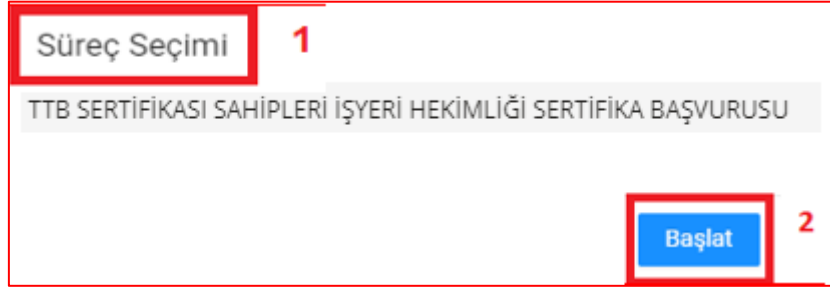 Süreç Seçimi 1
TTB SERTİFİKASI SAHİPLERİ İŞYERİ HEKİMLİĞİ SERTİFİKA BAŞVURUSU
Başlat 2